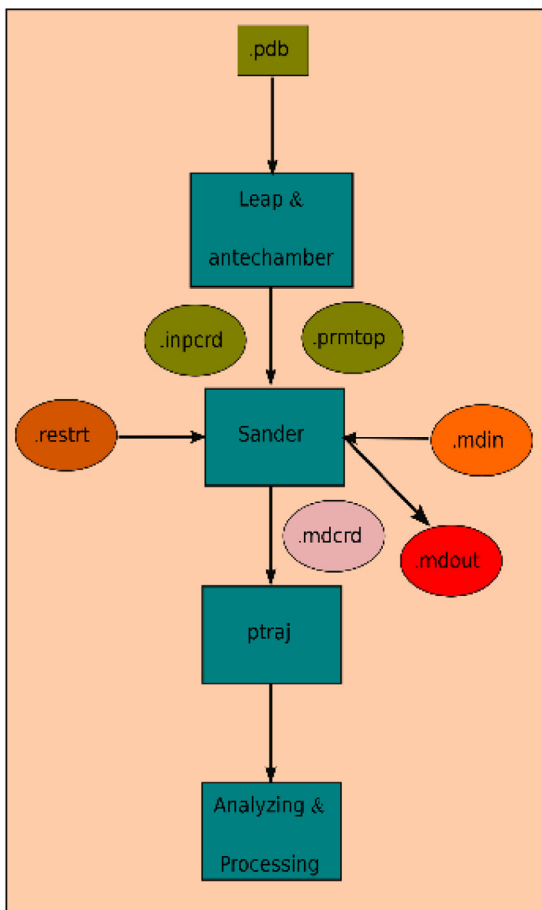 .pdb
Leap &
antechamber
.inpcrd
.prmtop
.restrt
Sander
.mdin
.mdcrd
.mdout
ptraj
Analyzing &
Processing